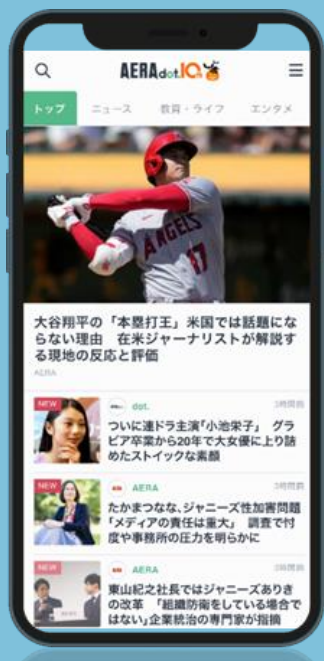 AERA dot.10
トップ ニュース 教育・ライフ エンタメ
ANGELS
17
大谷翔平の「本塁打王」米国では話題にな
らない理由 在米ジャーナリストが解説す
る現地の反応と評価
AERA
NEW
dot. 3時間前
ついに連ドラ主演「小池栄子」 グラ
ビア卒業から20年で大女優に上り詰
めたストイックな素顔
NEW
AERA 3時間前
たかまつなな、ジャニーズ性加害問題
「メディアの責任は重大」 調査で忖
度や事務所の圧力を明らかに
NEW
AERA 3時間前
東山紀之社長ではジャニーズありき
の改革 「組織防衛をしている場合で
はない」企業統治の専門家が指摘